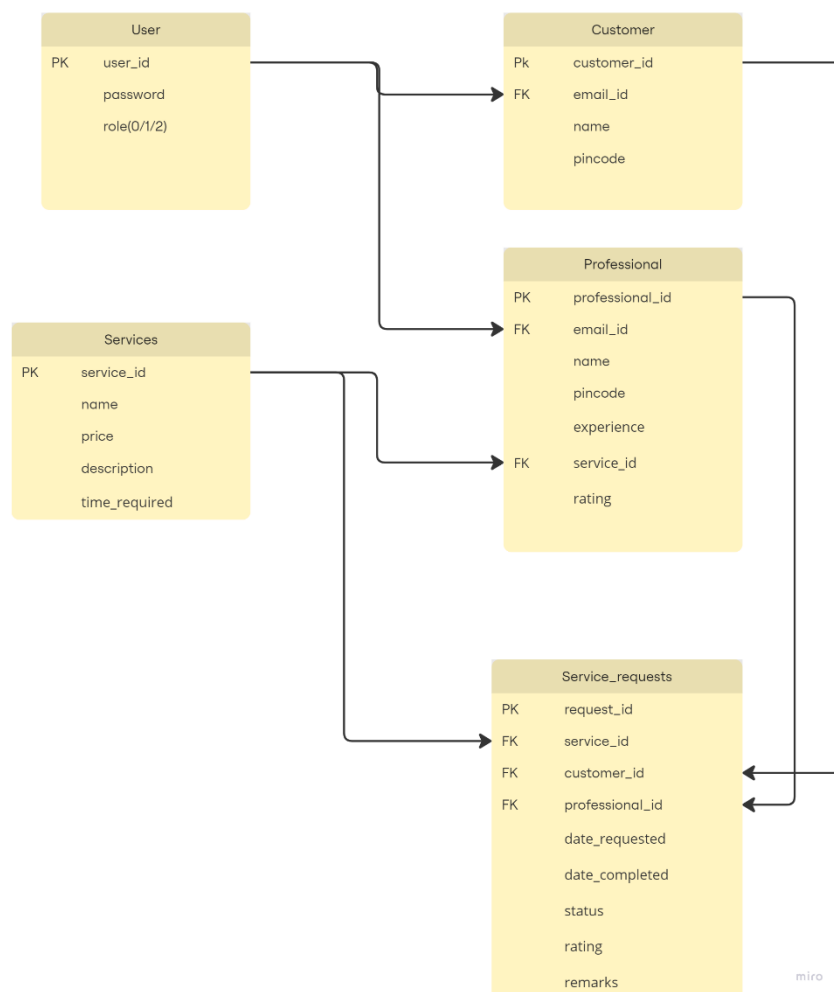 User
PK user_id
password
role(0/1/2)
Customer
Pk customer_id
FK email_id
name
pincode
Professional
PK professional_id
FK email_id
name
pincode
experience
FK service_id
rating
Services
PK service_id
name
price
description
time_required
Service_requests
PK request_id
FK service_id
FK customer_id
FK professional_id
date_requested
date_completed
status
rating
remarks
miro